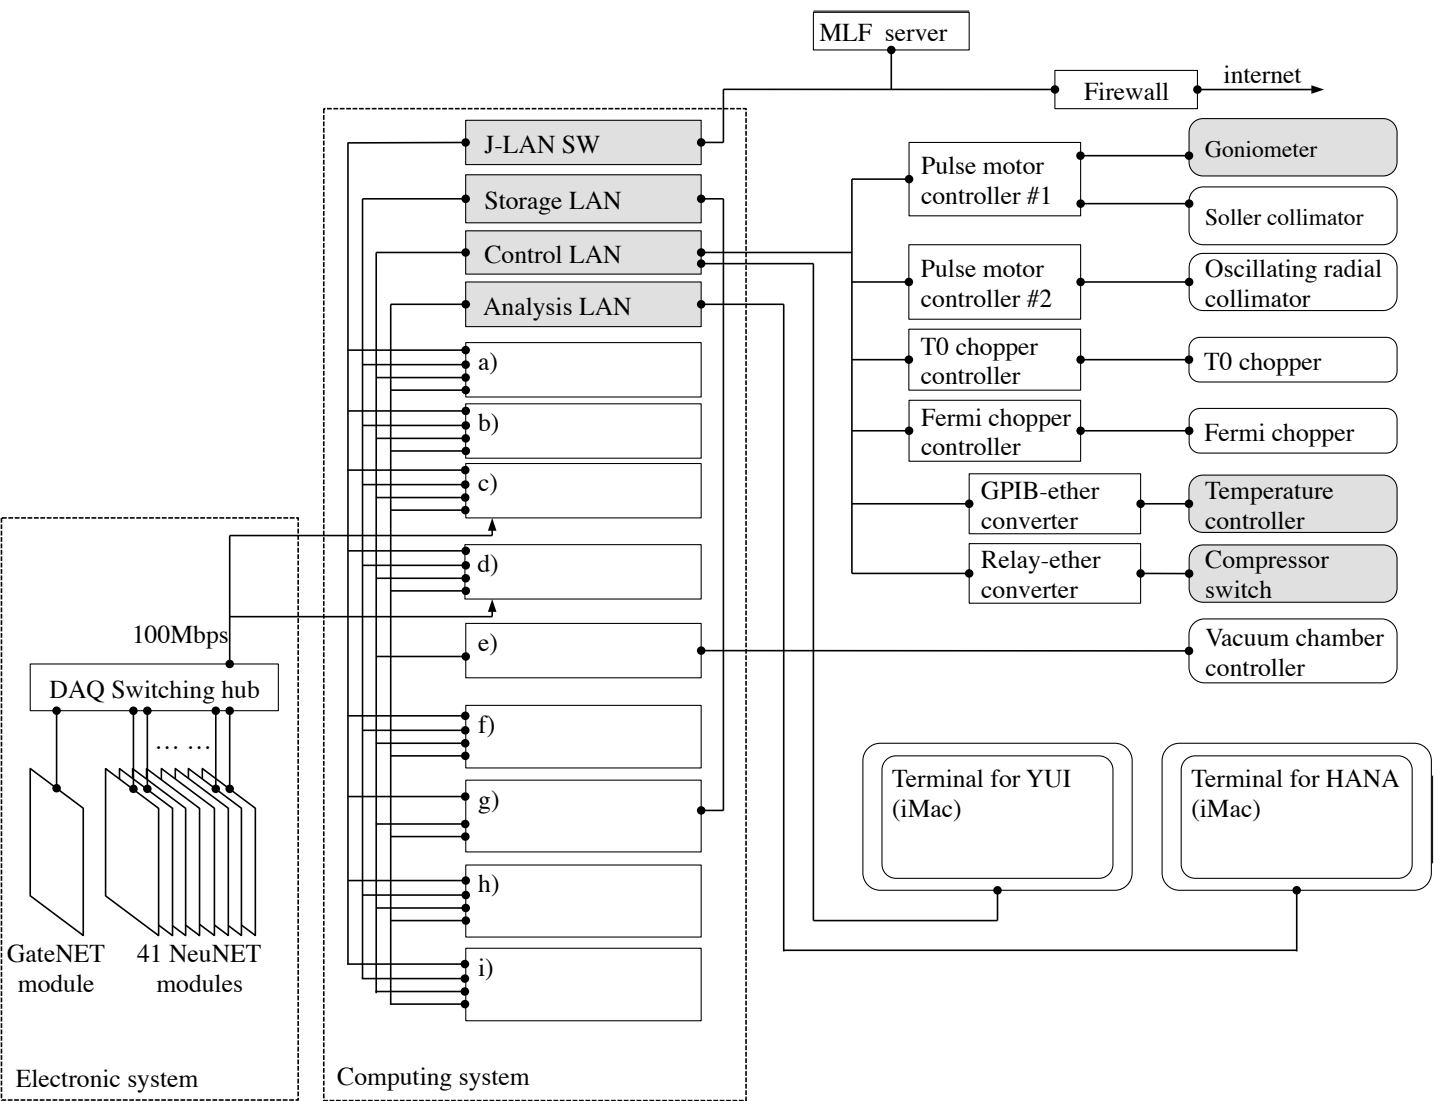 MLF server
internet
Firewall
J-LAN SW
Storage LAN
Control LAN
Analysis LAN
a)
b)
c)
d)
e)
f)
g)
h)
i)
Pulse motor
controller #1
Goniometer
Soller collimator
Pulse motor
controller #2
Oscillating radial
collimator
T0 chopper
controller
T0 chopper
Fermi chopper
controller
Fermi chopper
GPIB-ether
converter
Temperature
controller
Relay-ether
converter
Compressor
switch
Vacuum chamber
controller
100Mbps
DAQ Switching hub
... ...
GateNET
module
41 NeuNET
modules
Electronic system
Computing system
Terminal for YUI
(iMac)
Terminal for HANA
(iMac)